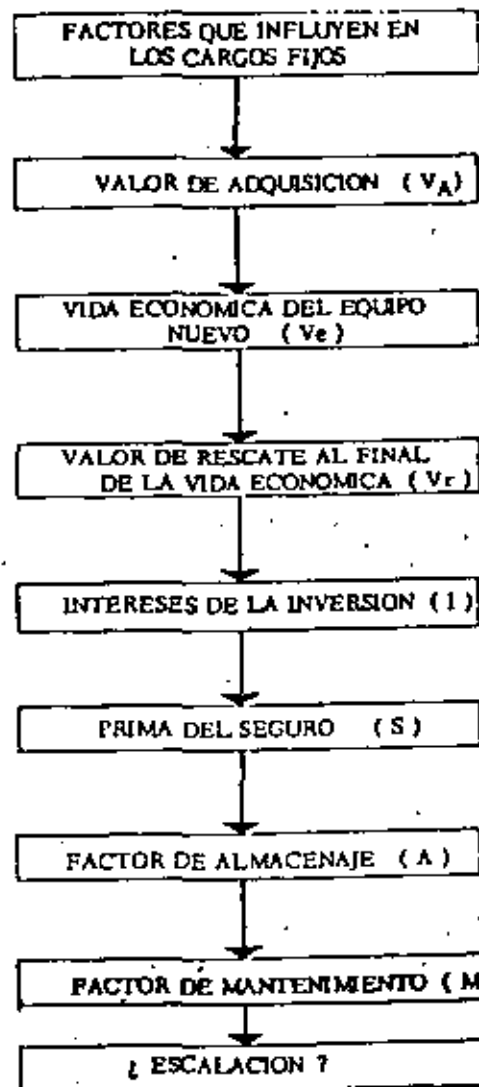 FACTORES QUE INFLUYEN EN
LOS CARGOS FIJOS
VALOR DE ADQUISICION ( VA )
VIDA ECONOMICA DEL EQUIPO
NUEVO ( Ve )
VALOR DE RESCATE AL FINAL
DE LA VIDA ECONOMICA ( Vr )
INTERESES DE LA INVERSION ( I )
PRIMA DEL SEGURO ( S )
FACTOR DE ALMACENAJE ( A )
FACTOR DE MANTENIMIENTO ( M
¿ ESCALACION ?